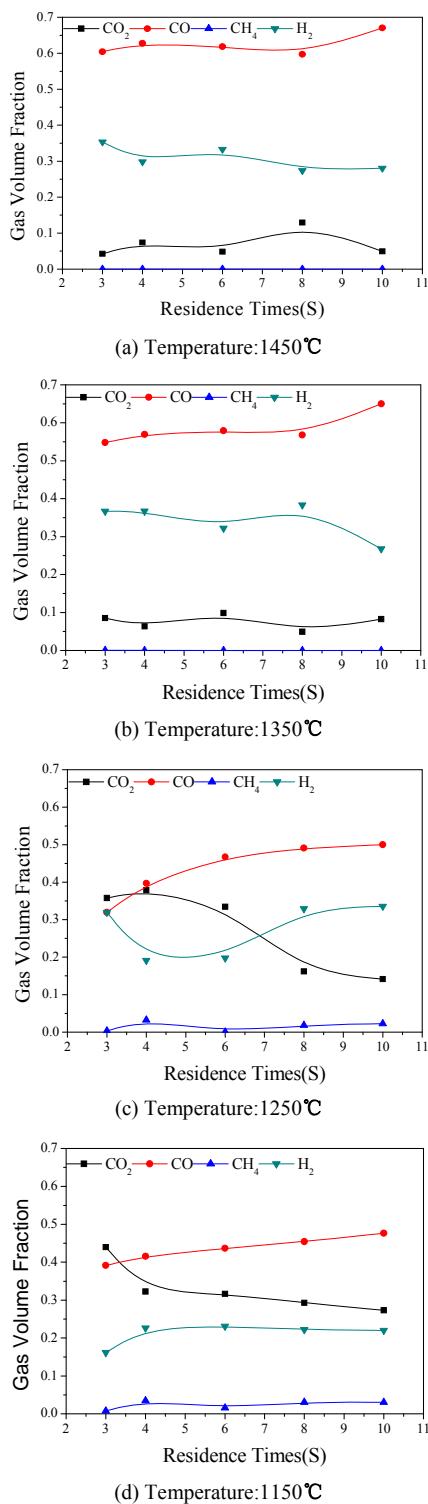 CO₂ CO CH₄ H₂
0.7
0.6
0.5
0.4
0.3
0.2
0.1
0.0
Gas Volume Fraction
2 3 4 5 6 7 8 9 10 11
Residence Times(S)
(a) Temperature:1450℃
CO₂ CO CH₄ H₂
0.7
0.6
0.5
0.4
0.3
0.2
0.1
0.0
Gas Volume Fraction
2 3 4 5 6 7 8 9 10 11
Residence Times(S)
(b) Temperature:1350℃
CO₂ CO CH₄ H₂
0.7
0.6
0.5
0.4
0.3
0.2
0.1
0.0
Gas Volume Fraction
2 3 4 5 6 7 8 9 10 11
Residence Times(S)
(c) Temperature:1250℃
CO₂ CO CH₄ H₂
0.7
0.6
0.5
0.4
0.3
0.2
0.1
0.0
Gas Volume Fraction
2 3 4 5 6 7 8 9 10 11
Residence Times(S)
(d) Temperature:1150℃